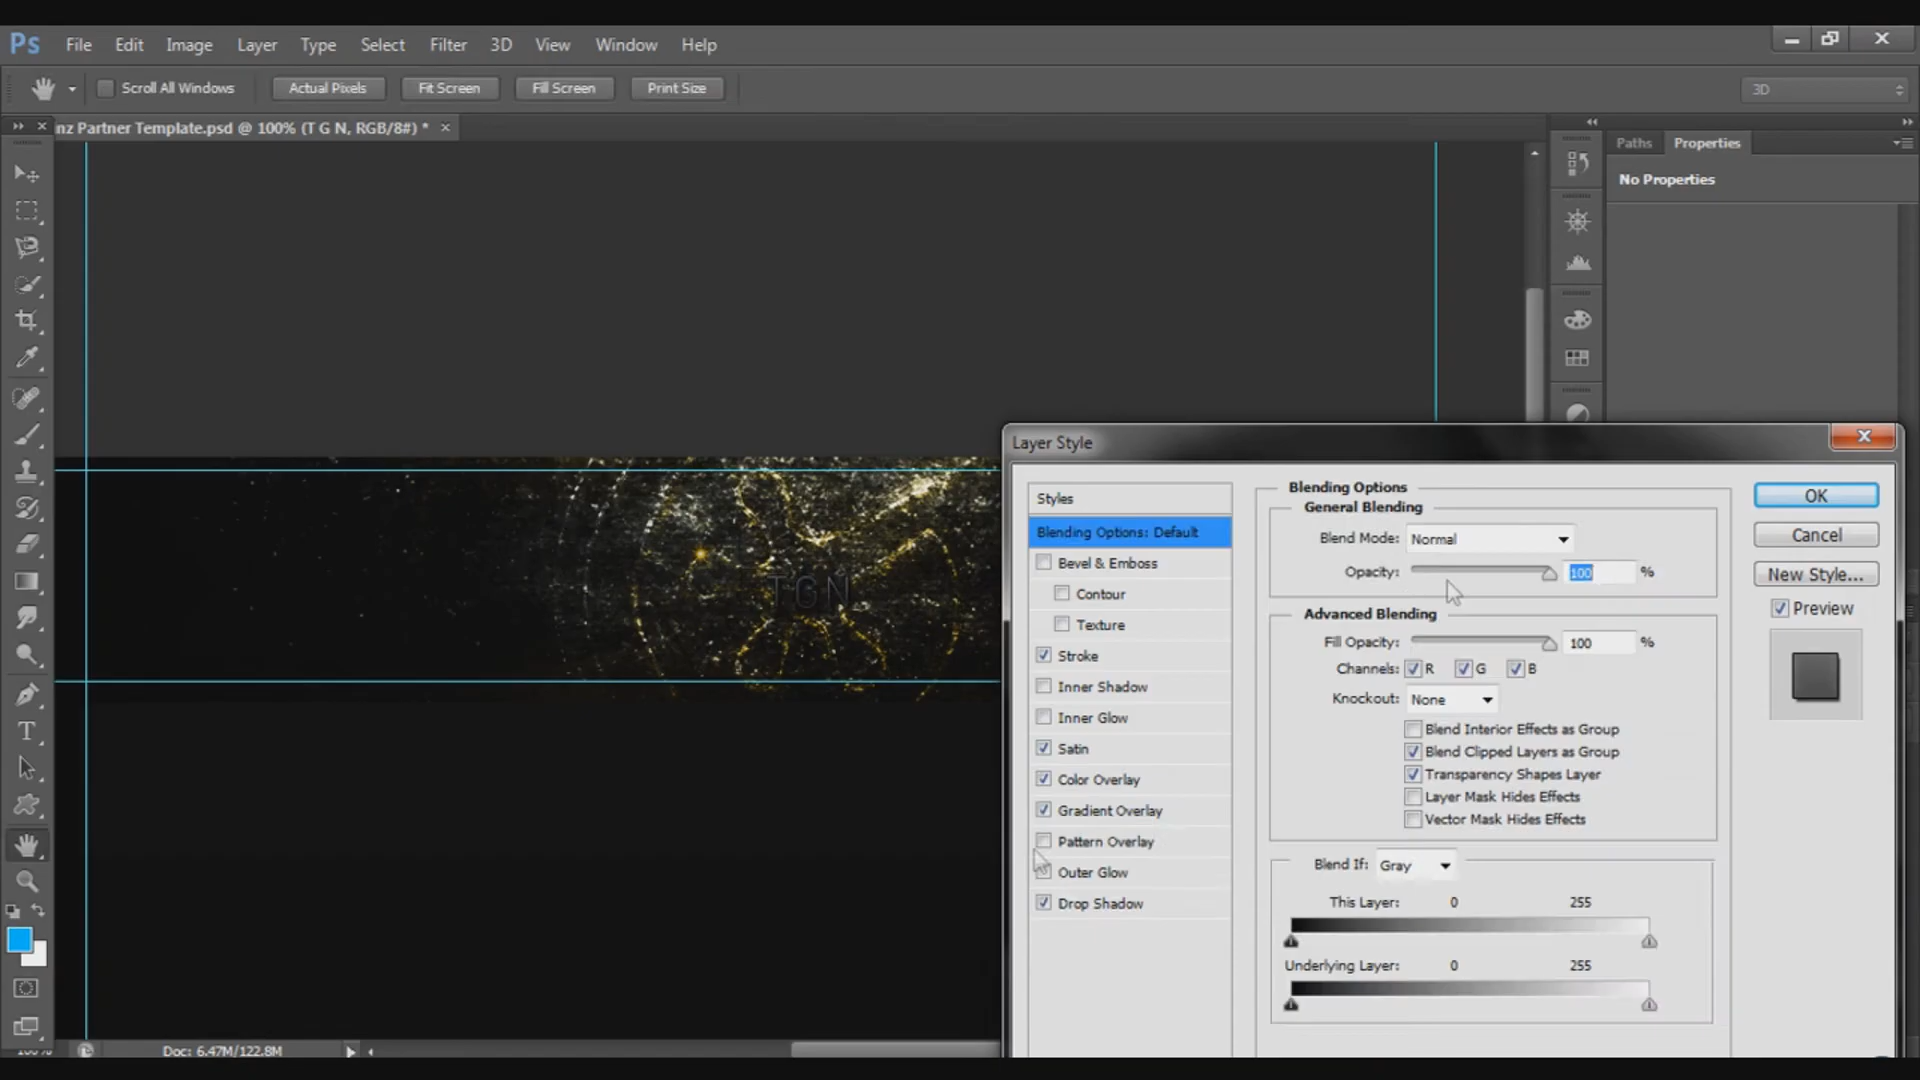 Ps File Edit Image Layer Type Select Filter 3D View Window Help
Scroll All Windows Actual Pixels Fit Screen Fill Screen Print Size 3D
nz Partner Template.psd @ 100% (T G N, RGB/8#) *
Paths Properties
No Properties
T G N
Layer Style
Styles
Blending Options: Default
Bevel & Emboss
Contour
Texture
Stroke
Inner Shadow
Inner Glow
Satin
Color Overlay
Gradient Overlay
Pattern Overlay
Outer Glow
Drop Shadow
Blending Options
General Blending
Blend Mode: Normal
Opacity: 100 %
Advanced Blending
Fill Opacity: 100 %
Channels: R G B
Knockout: None
Blend Interior Effects as Group
Blend Clipped Layers as Group
Transparency Shapes Layer
Layer Mask Hides Effects
Vector Mask Hides Effects
Blend If: Gray
This Layer: 0 255
Underlying Layer: 0 255
OK
Cancel
New Style...
Preview
Doc: 6.47M/122.8M